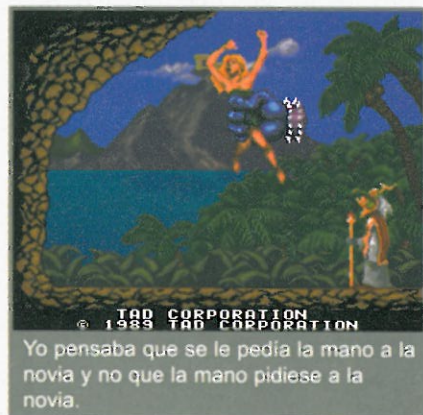 TAD CORPORATION
© 1989 TAD CORPORATION
Yo pensaba que se le pedía la mano a la
novia y no que la mano pidiese a la
novia.